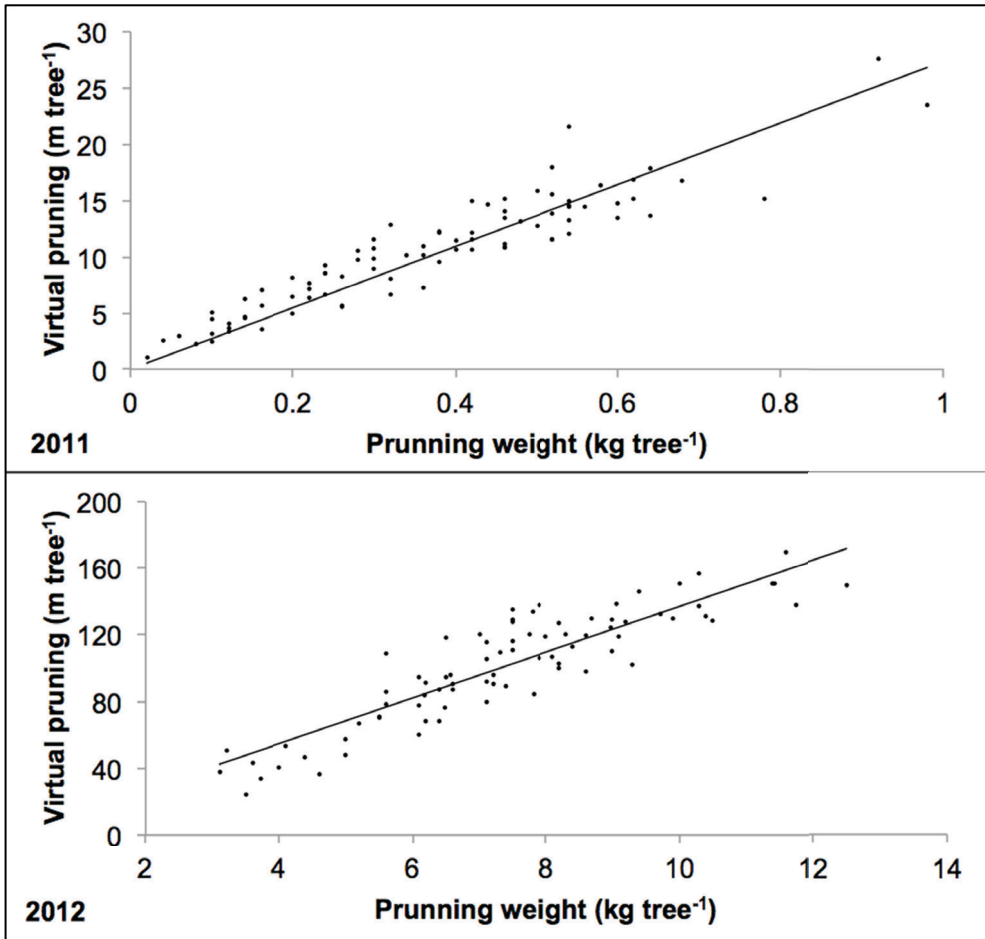 Virtual pruning (m tree-1)
30
25
20
15
10
5
0
0 0.2 0.4 0.6 0.8 1
2011 Prunning weight (kg tree-1)
Virtual pruning (m tree-1)
200
160
120
80
40
0
2 4 6 8 10 12 14
2012 Prunning weight (kg tree-1)